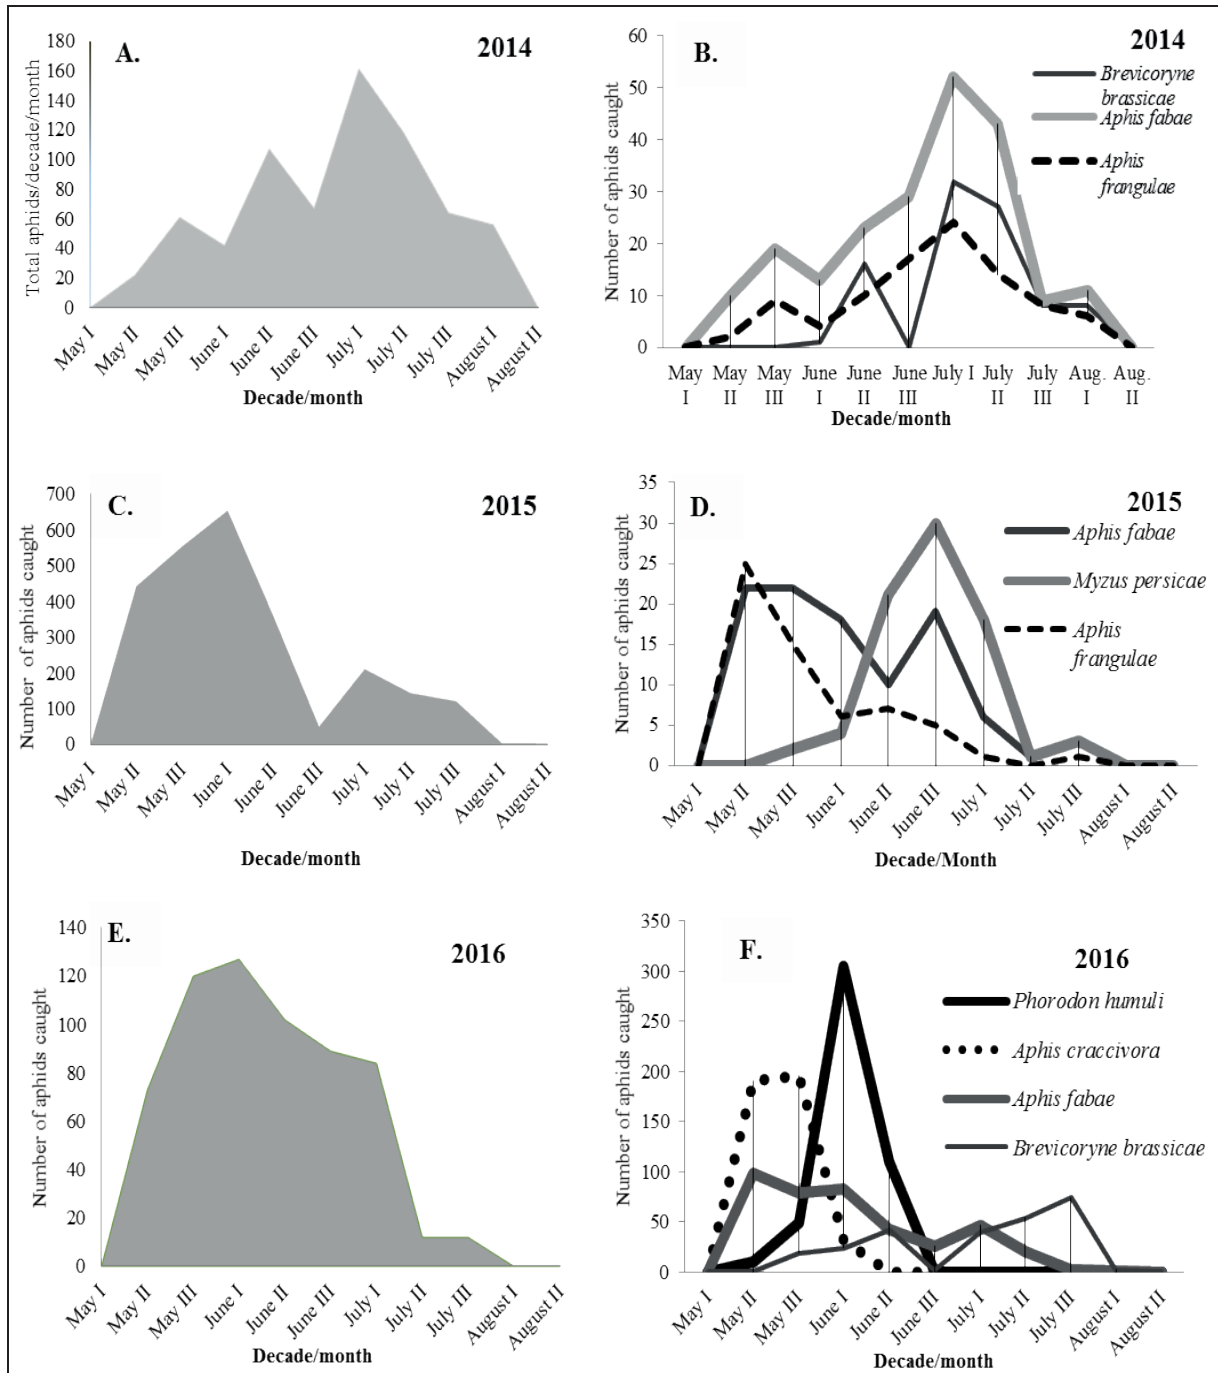 A.
2014
Total aphids/decade/month
180
160
140
120
100
80
60
40
20
0
May I
May II
May III
June I
June II
June III
July I
July II
July III
August I
August II
Decade/month
B.
2014
Number of aphids caught
60
50
40
30
20
10
0
Brevicoryne
brassicae
Aphis fabae
Aphis
frangulae
May May May June June June July I July July Aug. Aug.
I II III I II III II III I II
Decade/month
C.
2015
Number of aphids caught
700
600
500
400
300
200
100
0
May I
May II
May III
June I
June II
June III
July I
July II
July III
August I
August II
Decade/month
D.
2015
Number of aphids caught
35
30
25
20
15
10
5
0
Aphis fabae
Myzus persicae
Aphis
frangulae
May I
May II
May III
June I
June II
June III
July I
July II
July III
August I
August II
Decade/Month
E.
2016
Number of aphids caught
140
120
100
80
60
40
20
0
May I
May II
May III
June I
June II
June III
July I
July II
July III
August I
August II
Decade/month
F.
2016
Number of aphids caught
350
300
250
200
150
100
50
0
Phorodon humuli
Aphis craccivora
Aphis fabae
Brevicoryne brassicae
May I
May II
May III
June I
June II
June III
July I
July II
July III
August I
August II
Decade/month